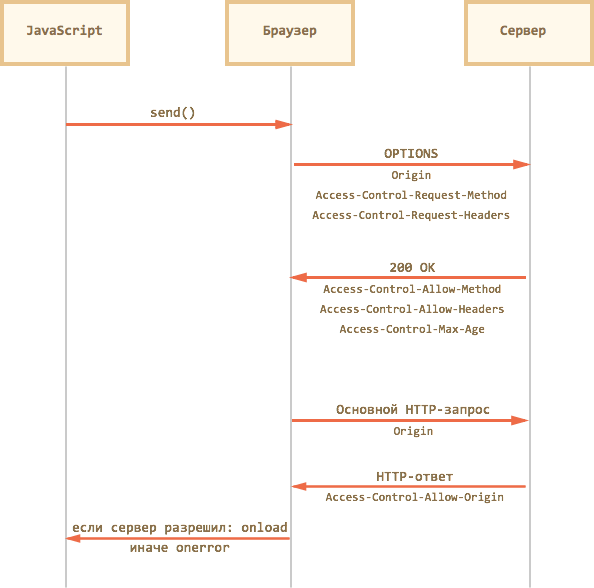 JavaScript
Браузер
Сервер
send()
OPTIONS
Origin
Access-Control-Request-Method
Access-Control-Request-Headers
200 OK
Access-Control-Allow-Method
Access-Control-Allow-Headers
Access-Control-Max-Age
Основной HTTP-запрос
Origin
HTTP-ответ
Access-Control-Allow-Origin
если сервер разрешил: onload
иначе onerror